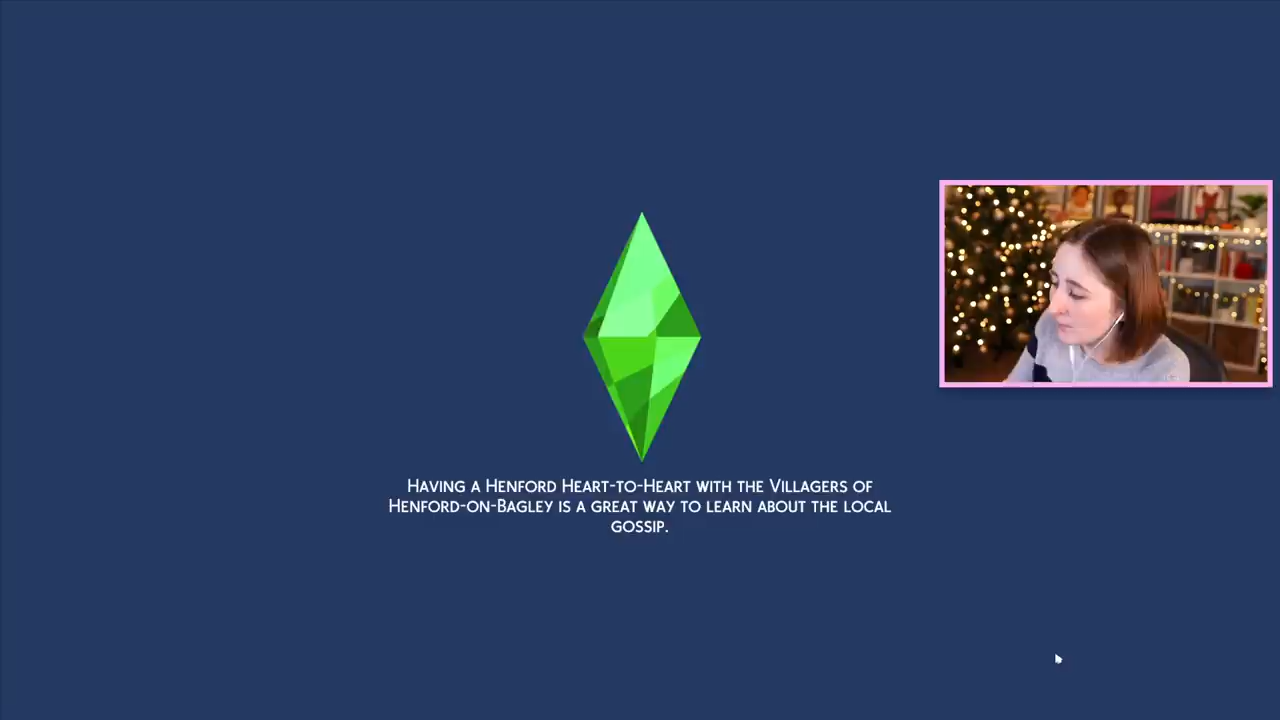 Having a Henford Heart-to-Heart with the Villagers of
Henford-on-Bagley is a great way to learn about the local
gossip.